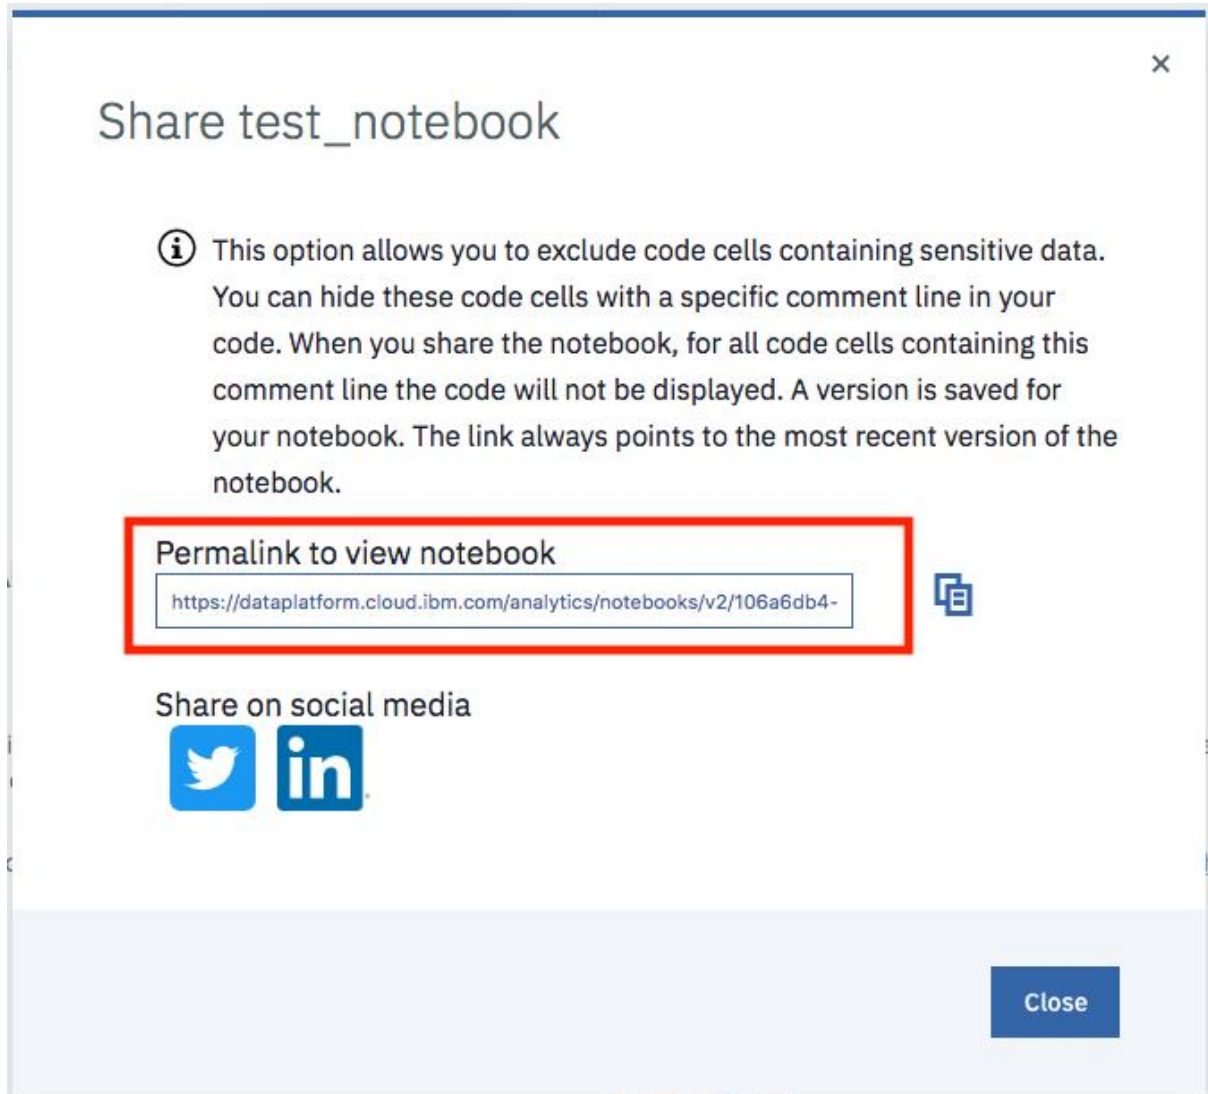 ×
Share test_notebook
This option allows you to exclude code cells containing sensitive data.
You can hide these code cells with a specific comment line in your
code. When you share the notebook, for all code cells containing this
comment line the code will not be displayed. A version is saved for
your notebook. The link always points to the most recent version of the
notebook.
Permalink to view notebook
https://dataplatform.cloud.ibm.com/analytics/notebooks/v2/106a6db4-
Share on social media
in
Close